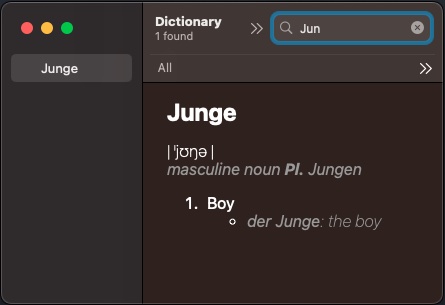 Dictionary
1 found
Jun
Junge
All
Junge
| ˈjʊŋə |
masculine noun Pl. Jungen
1. Boy
der Junge: the boy